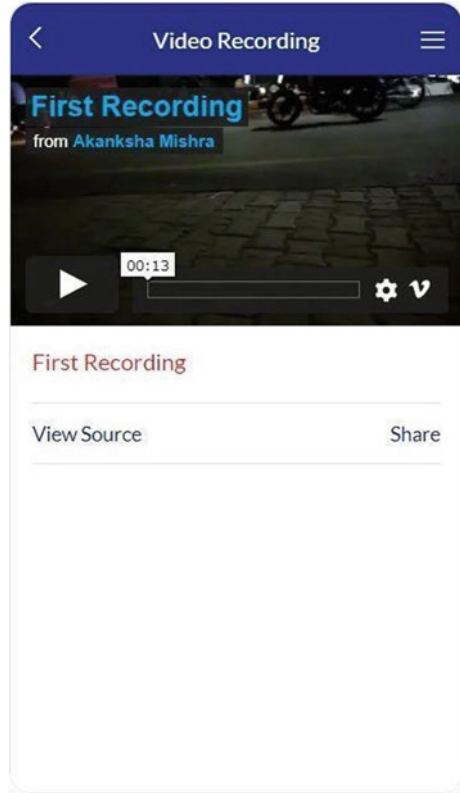 Video Recording
First Recording
from Akanksha Mishra
00:13
First Recording
View Source Share